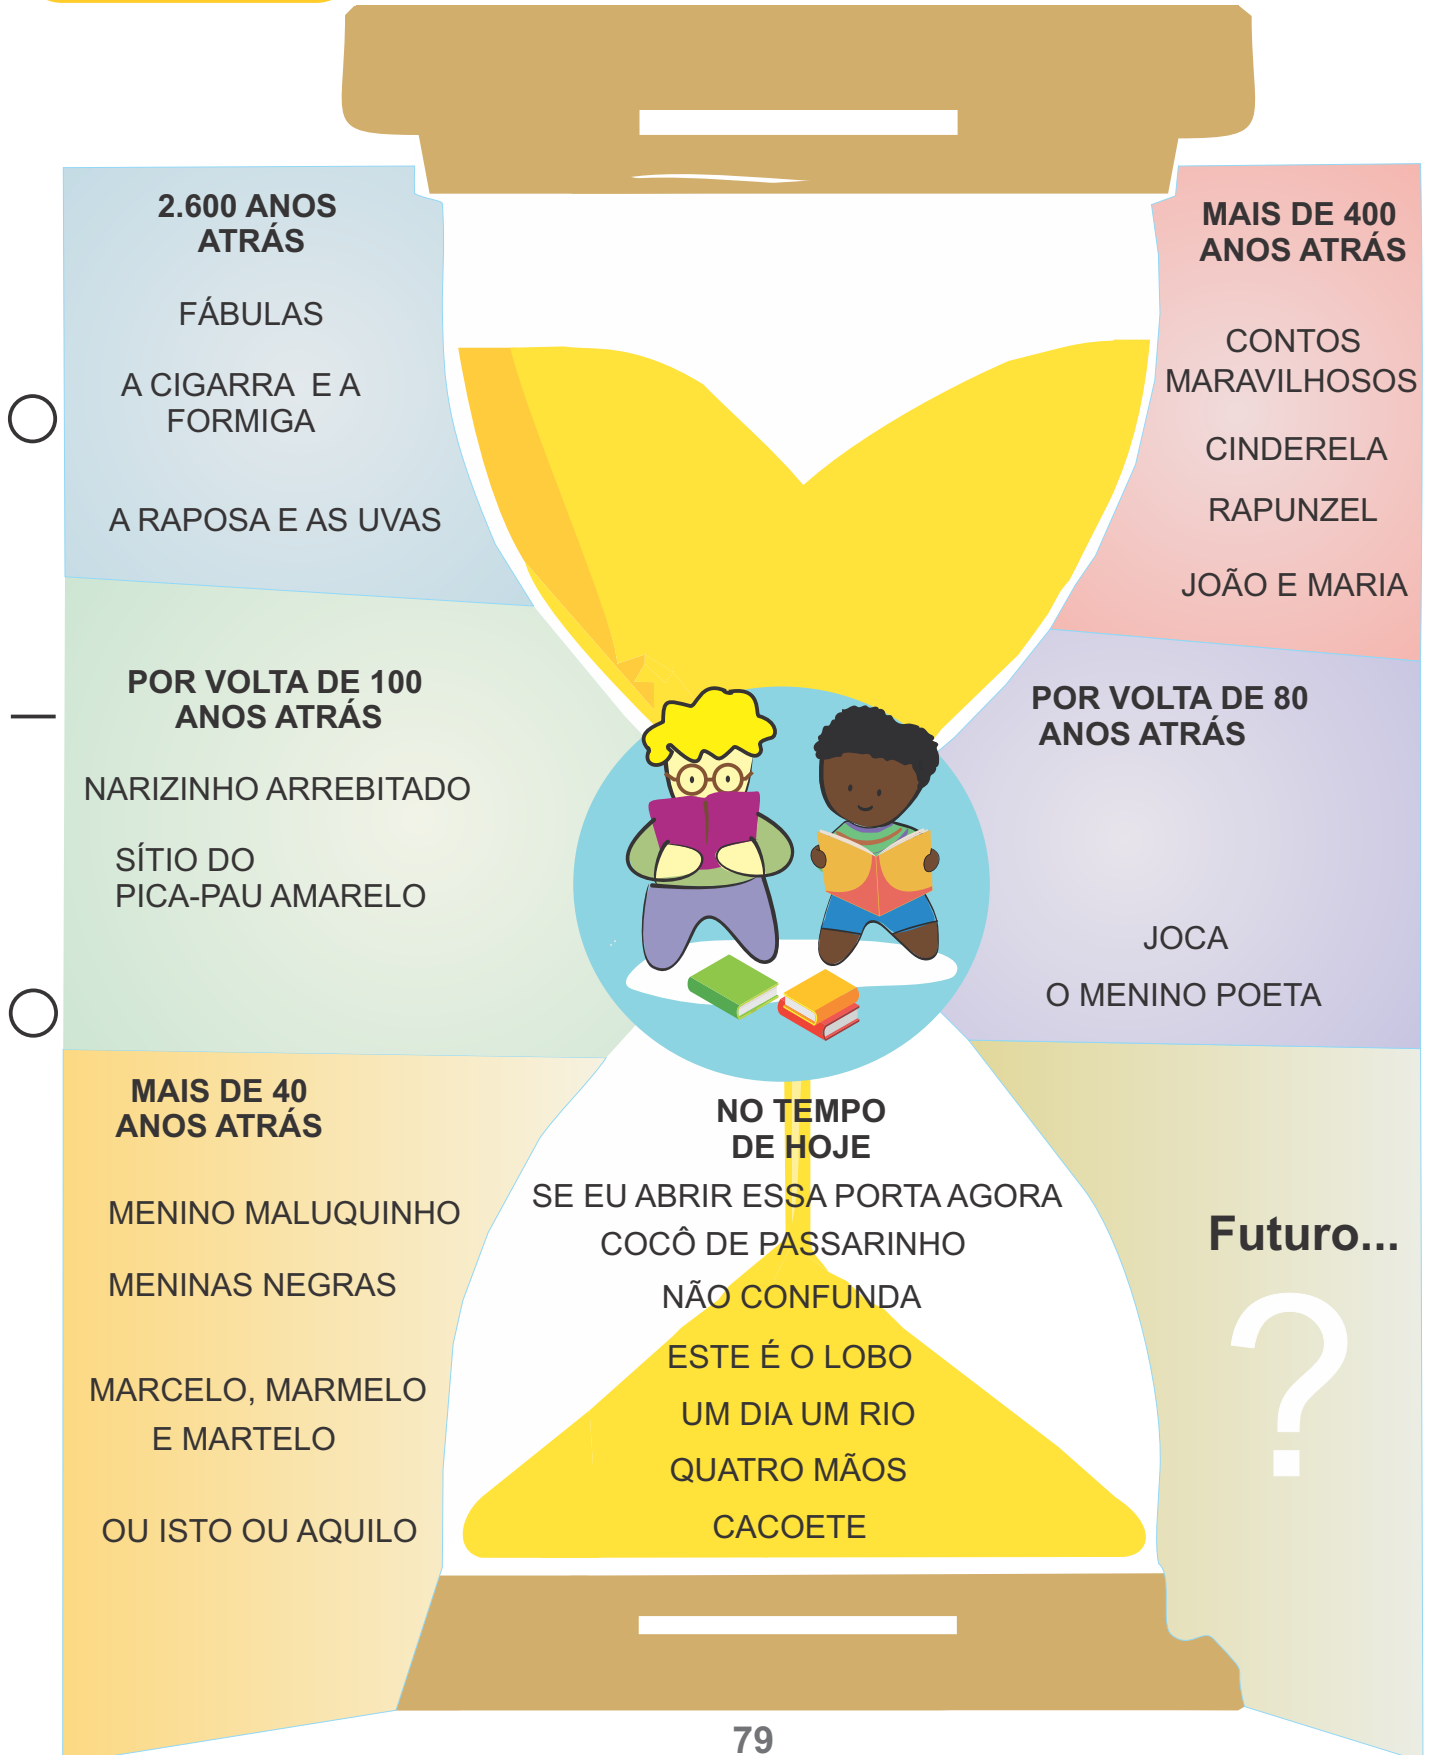 2.600 ANOS
ATRÁS
FÁBULAS
A CIGARRA E A
FORMIGA
A RAPOSA E AS UVAS
MAIS DE 400
ANOS ATRÁS
CONTOS
MARAVILHOSOS
CINDERELA
RAPUNZEL
JOÃO E MARIA
POR VOLTA DE 100
ANOS ATRÁS
NARIZINHO ARREBITADO
SÍTIO DO
PICA-PAU AMARELO
POR VOLTA DE 80
ANOS ATRÁS
JOCA
O MENINO POETA
MAIS DE 40
ANOS ATRÁS
MENINO MALUQUINHO
MENINAS NEGRAS
MARCELO, MARMELO
E MARTELO
OU ISTO OU AQUILO
NO TEMPO
DE HOJE
SE EU ABRIR ESSA PORTA AGORA
COCÔ DE PASSARINHO
NÃO CONFUNDA
ESTE É O LOBO
UM DIA UM RIO
QUATRO MÃOS
CACOETE
Futuro...
?
79